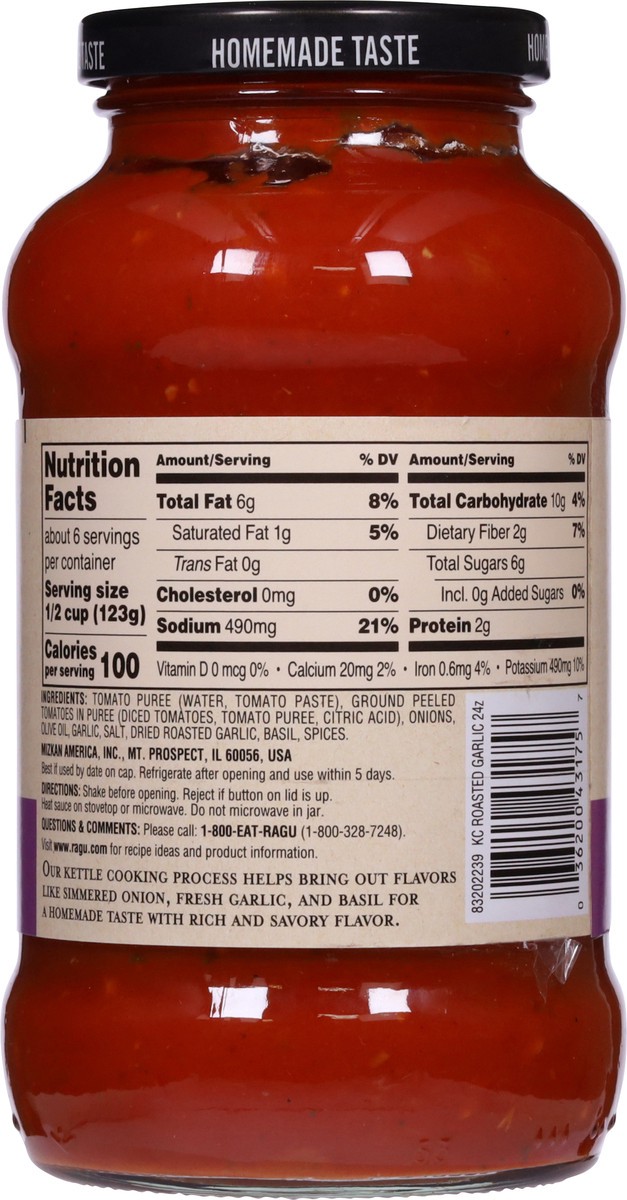 HOMEMADE TASTE
TASTE
HOM
Nutrition
Facts
about 6 servings
per container
Serving size
1/2 cup (123g)
Calories
per serving 100
Amount/Serving % DV
Total Fat 6g 8%
Saturated Fat 1g 5%
Trans Fat 0g
Cholesterol 0mg 0%
Sodium 490mg 21%
Amount/Serving % DV
Total Carbohydrate 10g 4%
Dietary Fiber 2g 7%
Total Sugars 6g
Incl. 0g Added Sugars 0%
Protein 2g
Vitamin D 0 mcg 0% • Calcium 20mg 2% • Iron 0.6mg 4% • Potassium 490mg 10%
INGREDIENTS: TOMATO PUREE (WATER, TOMATO PASTE), GROUND PEELED
TOMATOES IN PUREE (DICED TOMATOES, TOMATO PUREE, CITRIC ACID), ONIONS,
OLIVE OIL, GARLIC, SALT, DRIED ROASTED GARLIC, BASIL, SPICES.
MIZKAN AMERICA, INC., MT. PROSPECT, IL 60056, USA
Best if used by date on cap. Refrigerate after opening and use within 5 days.
DIRECTIONS: Shake before opening. Reject if button on lid is up.
Heat sauce on stovetop or microwave. Do not microwave in jar.
QUESTIONS & COMMENTS: Please call: 1-800-EAT-RAGU (1-800-328-7248).
Visit www.ragu.com for recipe ideas and product information.
OUR KETTLE COOKING PROCESS HELPS BRING OUT FLAVORS
LIKE SIMMERED ONION, FRESH GARLIC, AND BASIL FOR
A HOMEMADE TASTE WITH RICH AND SAVORY FLAVOR.
83202239 KC ROASTED GARLIC 24z
0 36200 43175 7